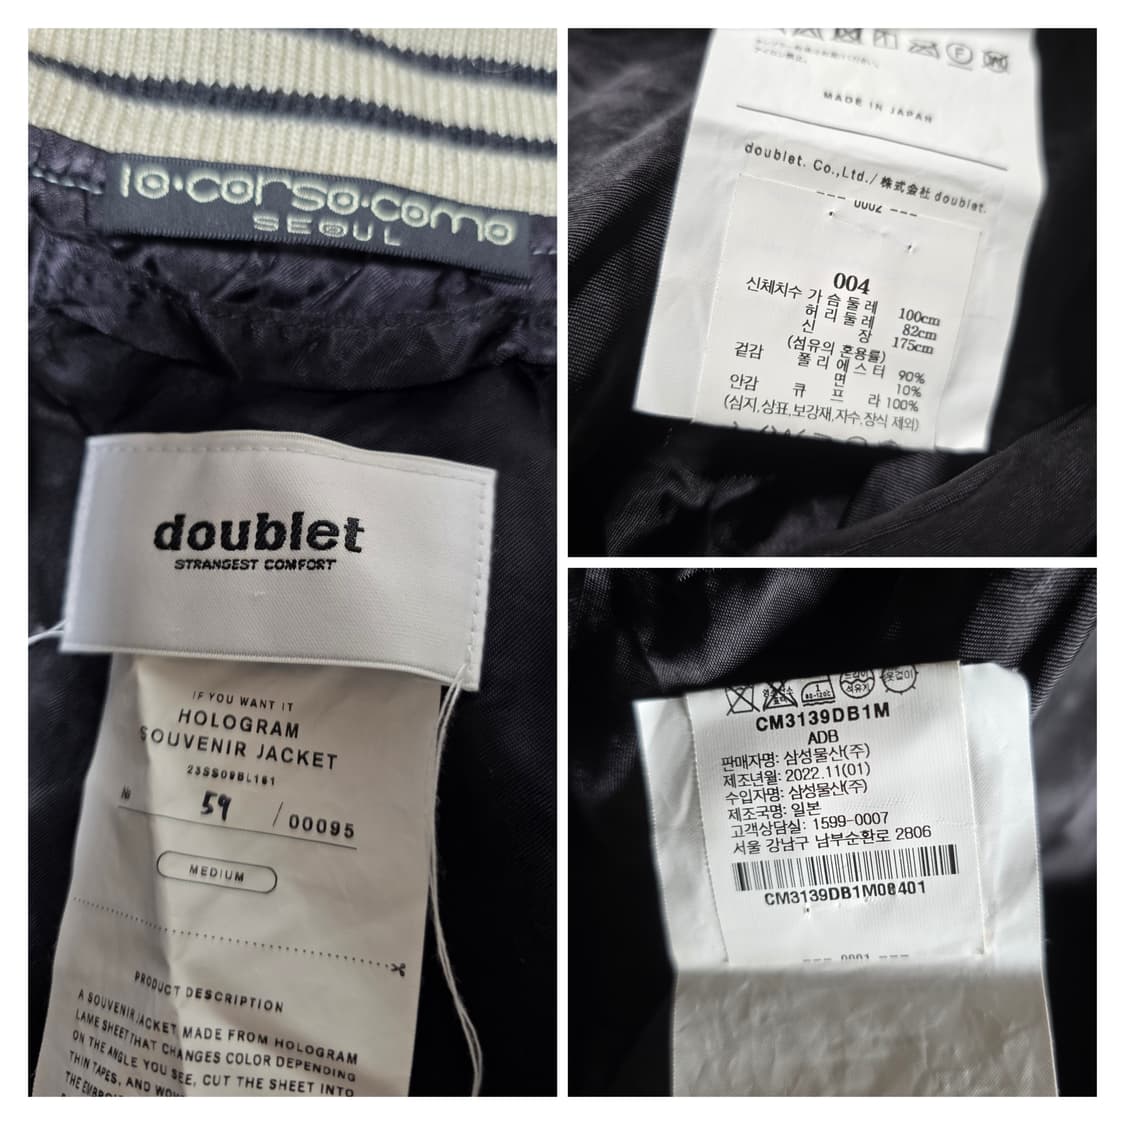 10·corso·como
SEOUL
doublet
STRANGEST COMFORT
IF YOU WANT IT
HOLOGRAM
SOUVENIR JACKET
23SS09BL161
№ 59 / 00095
MEDIUM
PRODUCT DESCRIPTION
A SOUVENIR JACKET MADE FROM HOLOGRAM
LAME SHEET THAT CHANGES COLOR DEPENDING
ON THE ANGLE YOU SEE, CUT THE SHEET INTO
THIN TAPES, AND
THE
MADE IN JAPAN
doublet. Co.,Ltd./株式会社 doublet.
--- 0002 ---
004
신체치수 가슴둘레 100cm
허리둘레 82cm
신장 175cm
(섬유의 혼용률)
겉감 폴리에스터 90%
면 10%
안감 큐프라 100%
(심지,상표,보강재,자수,장식 제외)
80~120℃
CM3139DB1M
ADB
판매자명: 삼성물산(주)
제조년월: 2022.11(01)
수입자명: 삼성물산(주)
제조국명: 일본
고객상담실: 1599-0007
서울 강남구 남부순환로 2806
CM3139DB1M08401
--- 0001 ---